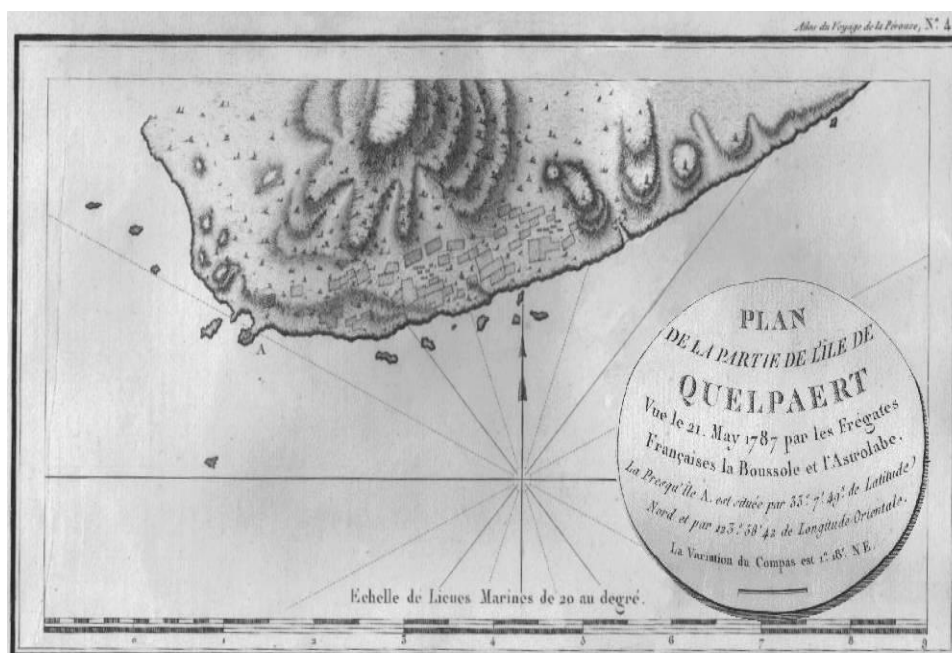 Atlas du Voyage de la Pérouse, N.º 4
A
PLAN
DE LA PARTIE DE L'ÎLE DE
QUELPAERT
Vue le 21. May 1787 par les Frégates
Françaises la Boussole et l'Astrolabe.
La Presqu'Île A. est située par 33.º 7.' 49." de Latitude
Nord et par 123.º 58.' 42 de Longitude Orientale.
La Variation du Compas est 1.º 18.' NE.
Echelle de Lieues Marines de 20 au degré.
1 2 3 4 5 6 7 8 9